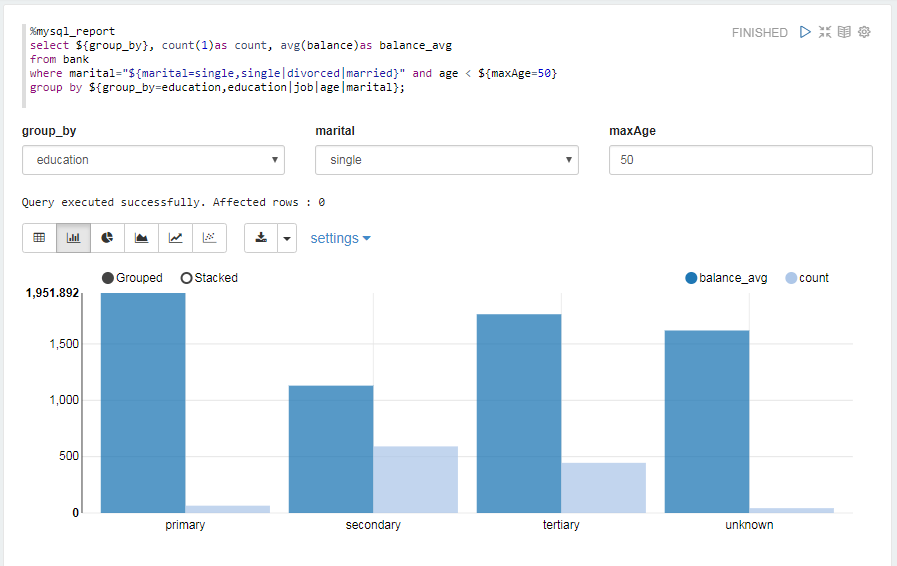 %mysql_report
select ${group_by}, count(1)as count, avg(balance)as balance_avg
from bank
where marital="${marital=single,single|divorced|married}" and age < ${maxAge=50}
group by ${group_by=education,education|job|age|marital};
FINISHED
group_by marital maxAge
education single 50
Query executed successfully. Affected rows : 0
settings
Grouped Stacked balance_avg count
1,951.892
1,500
1,000
500
0
primary secondary tertiary unknown